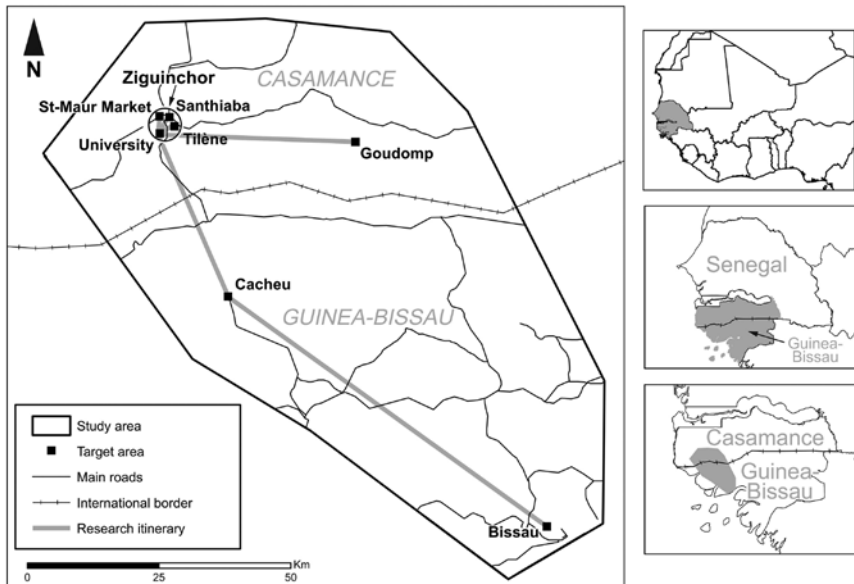 N
Ziguinchor
CASAMANCE
St-Maur Market
Santhiaba
University
Tilène
Goudomp
Cacheu
GUINEA-BISSAU
Bissau
Study area
Target area
Main roads
International border
Research itinerary
Km
0
25
50
Senegal
Guinea-
Bissau
Casamance
Guinea
Bissau